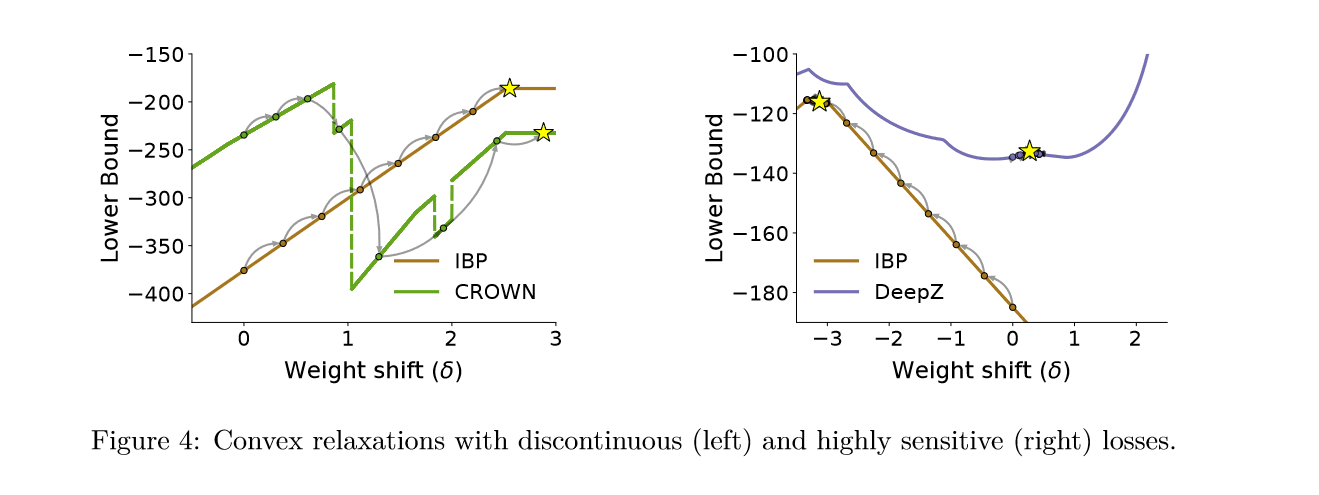 −150
−200
−250
−300
−350
−400
Lower Bound
IBP
CROWN
0
1
2
3
Weight shift (δ)
−100
−120
−140
−160
−180
Lower Bound
IBP
DeepZ
−3
−2
−1
0
1
2
Weight shift (δ)
Figure 4: Convex relaxations with discontinuous (left) and highly sensitive (right) losses.